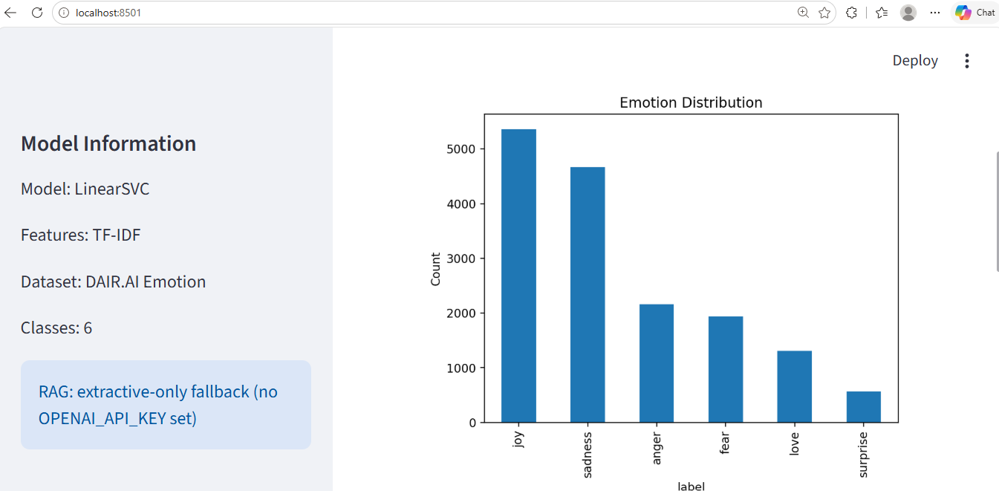 localhost:8501
Chat
Deploy
Model Information
Model: LinearSVC
Features: TF-IDF
Dataset: DAIR.AI Emotion
Classes: 6
RAG: extractive-only fallback (no
OPENAI_API_KEY set)
Emotion Distribution
Count
5000
4000
3000
2000
1000
0
joy
sadness
anger
fear
love
surprise
label